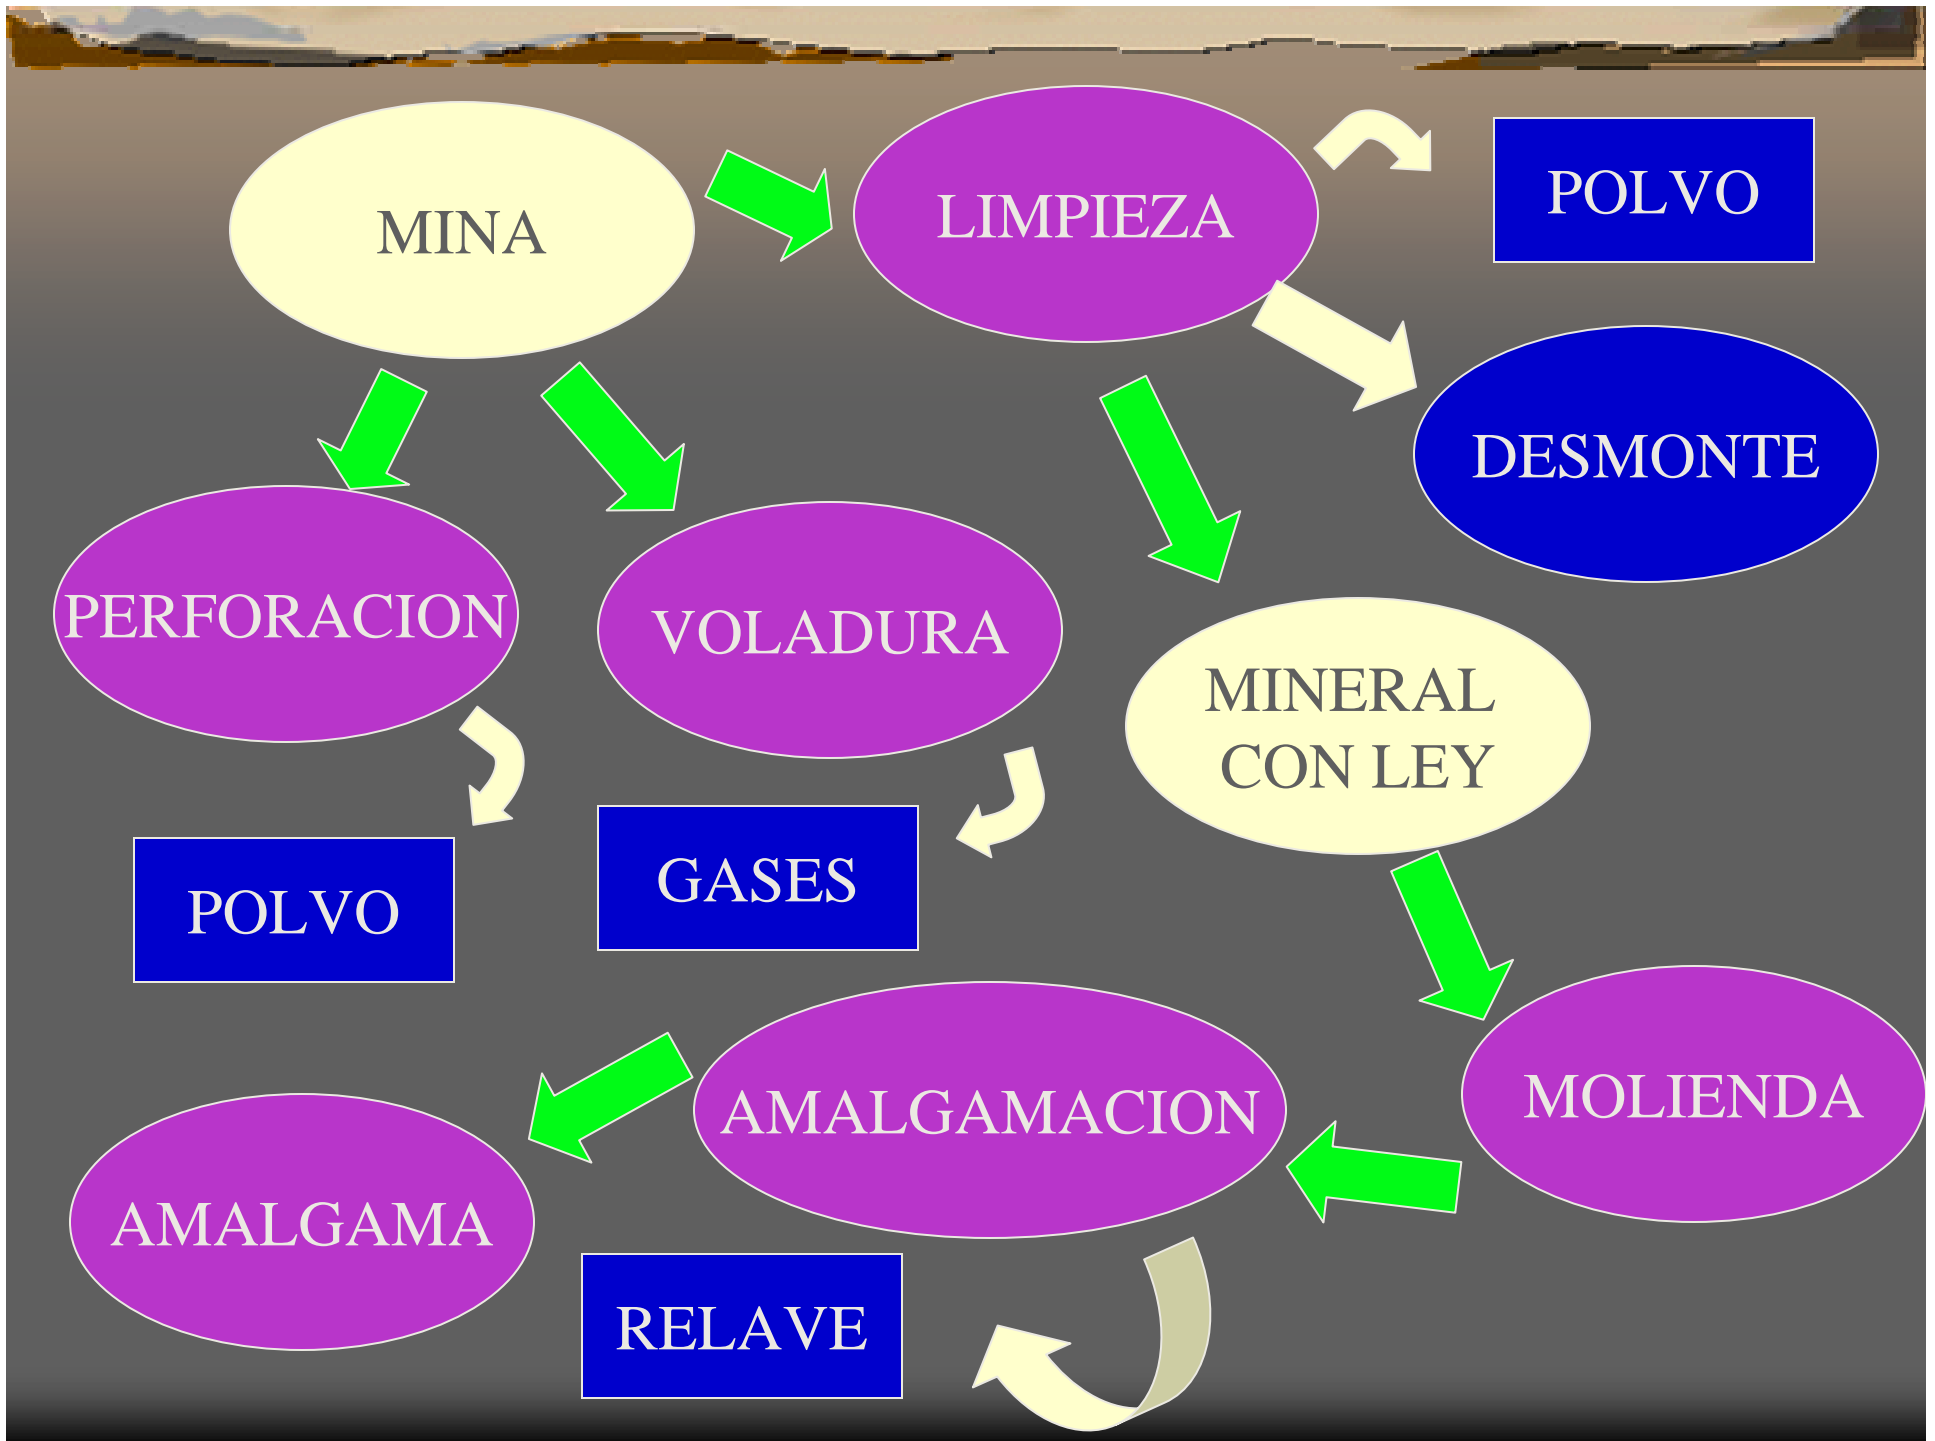 MINA
LIMPIEZA
POLVO
DESMONTE
PERFORACION
VOLADURA
MINERAL
CON LEY
POLVO
GASES
MOLIENDA
AMALGAMACION
AMALGAMA
RELAVE